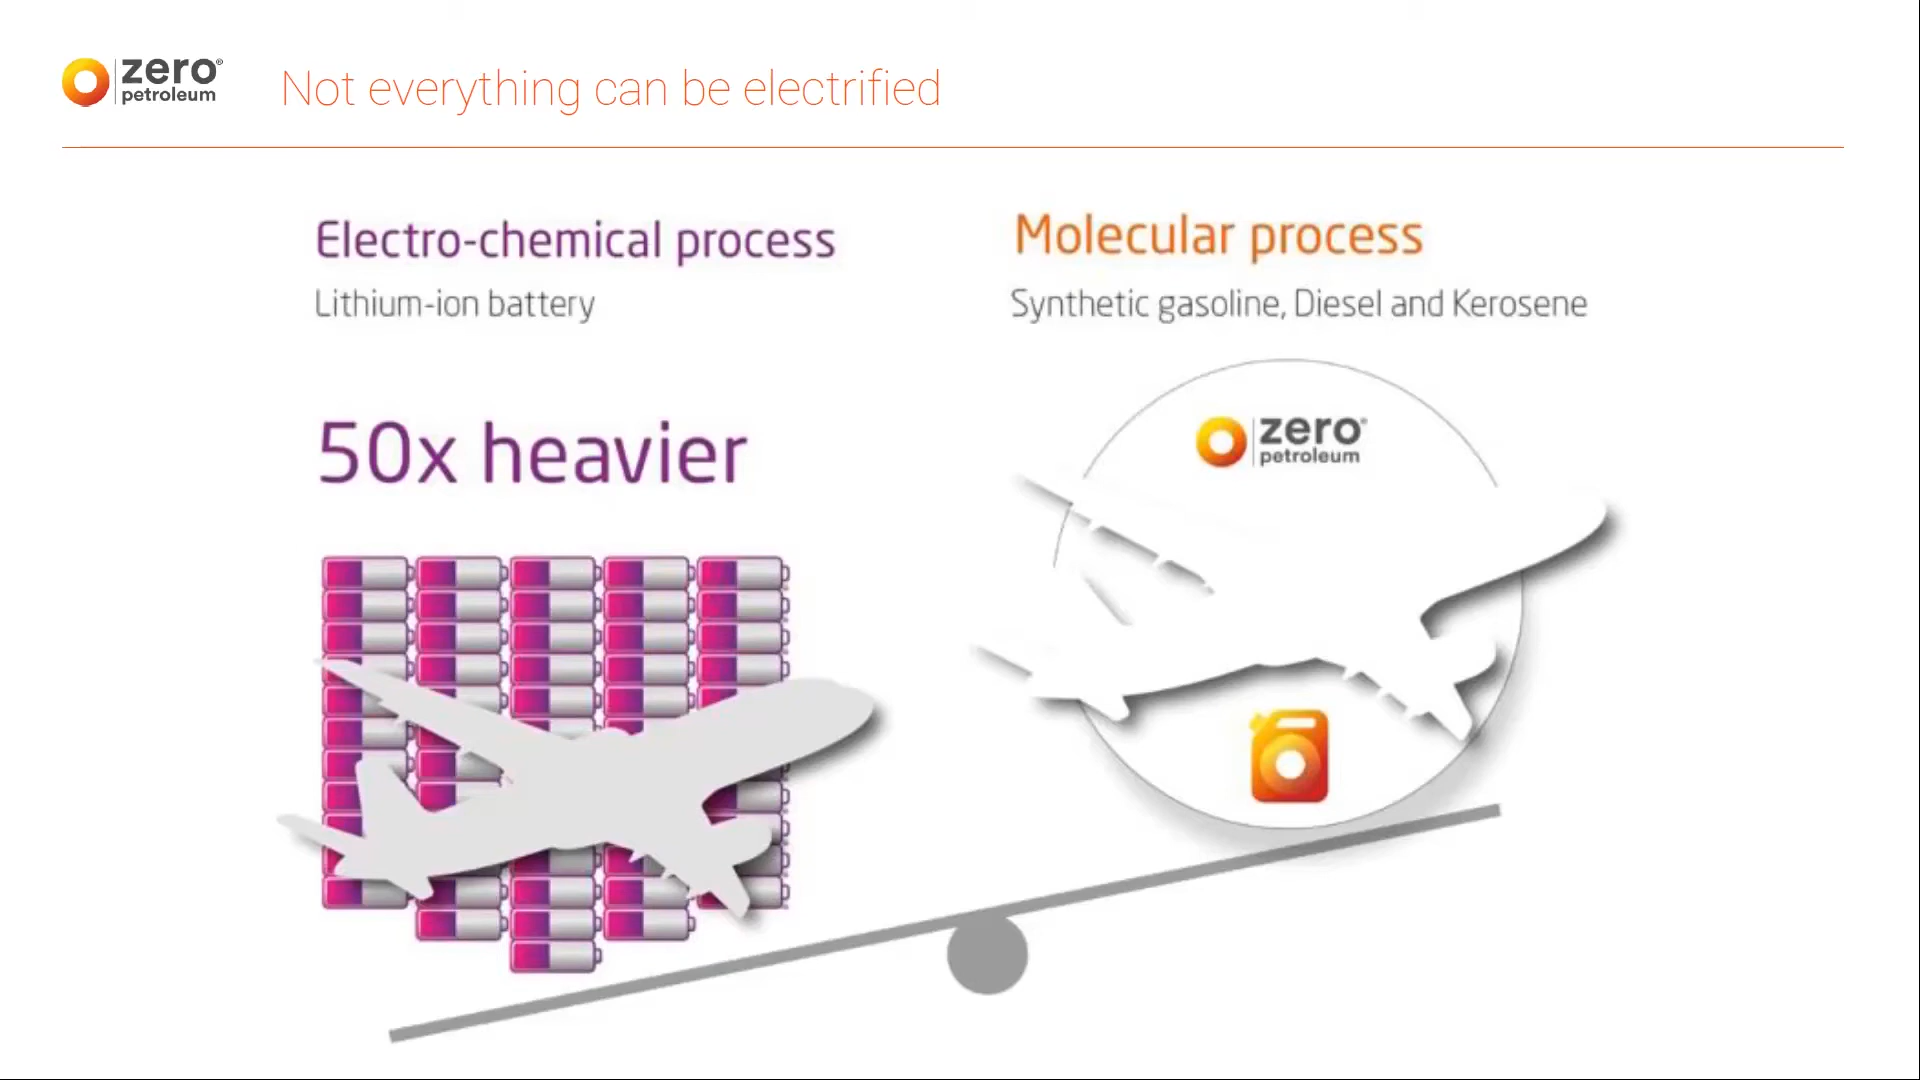 zero®
petroleum
Not everything can be electrified
Electro-chemical process
Lithium-ion battery
50x heavier
Molecular process
Synthetic gasoline, Diesel and Kerosene
zero®
petroleum